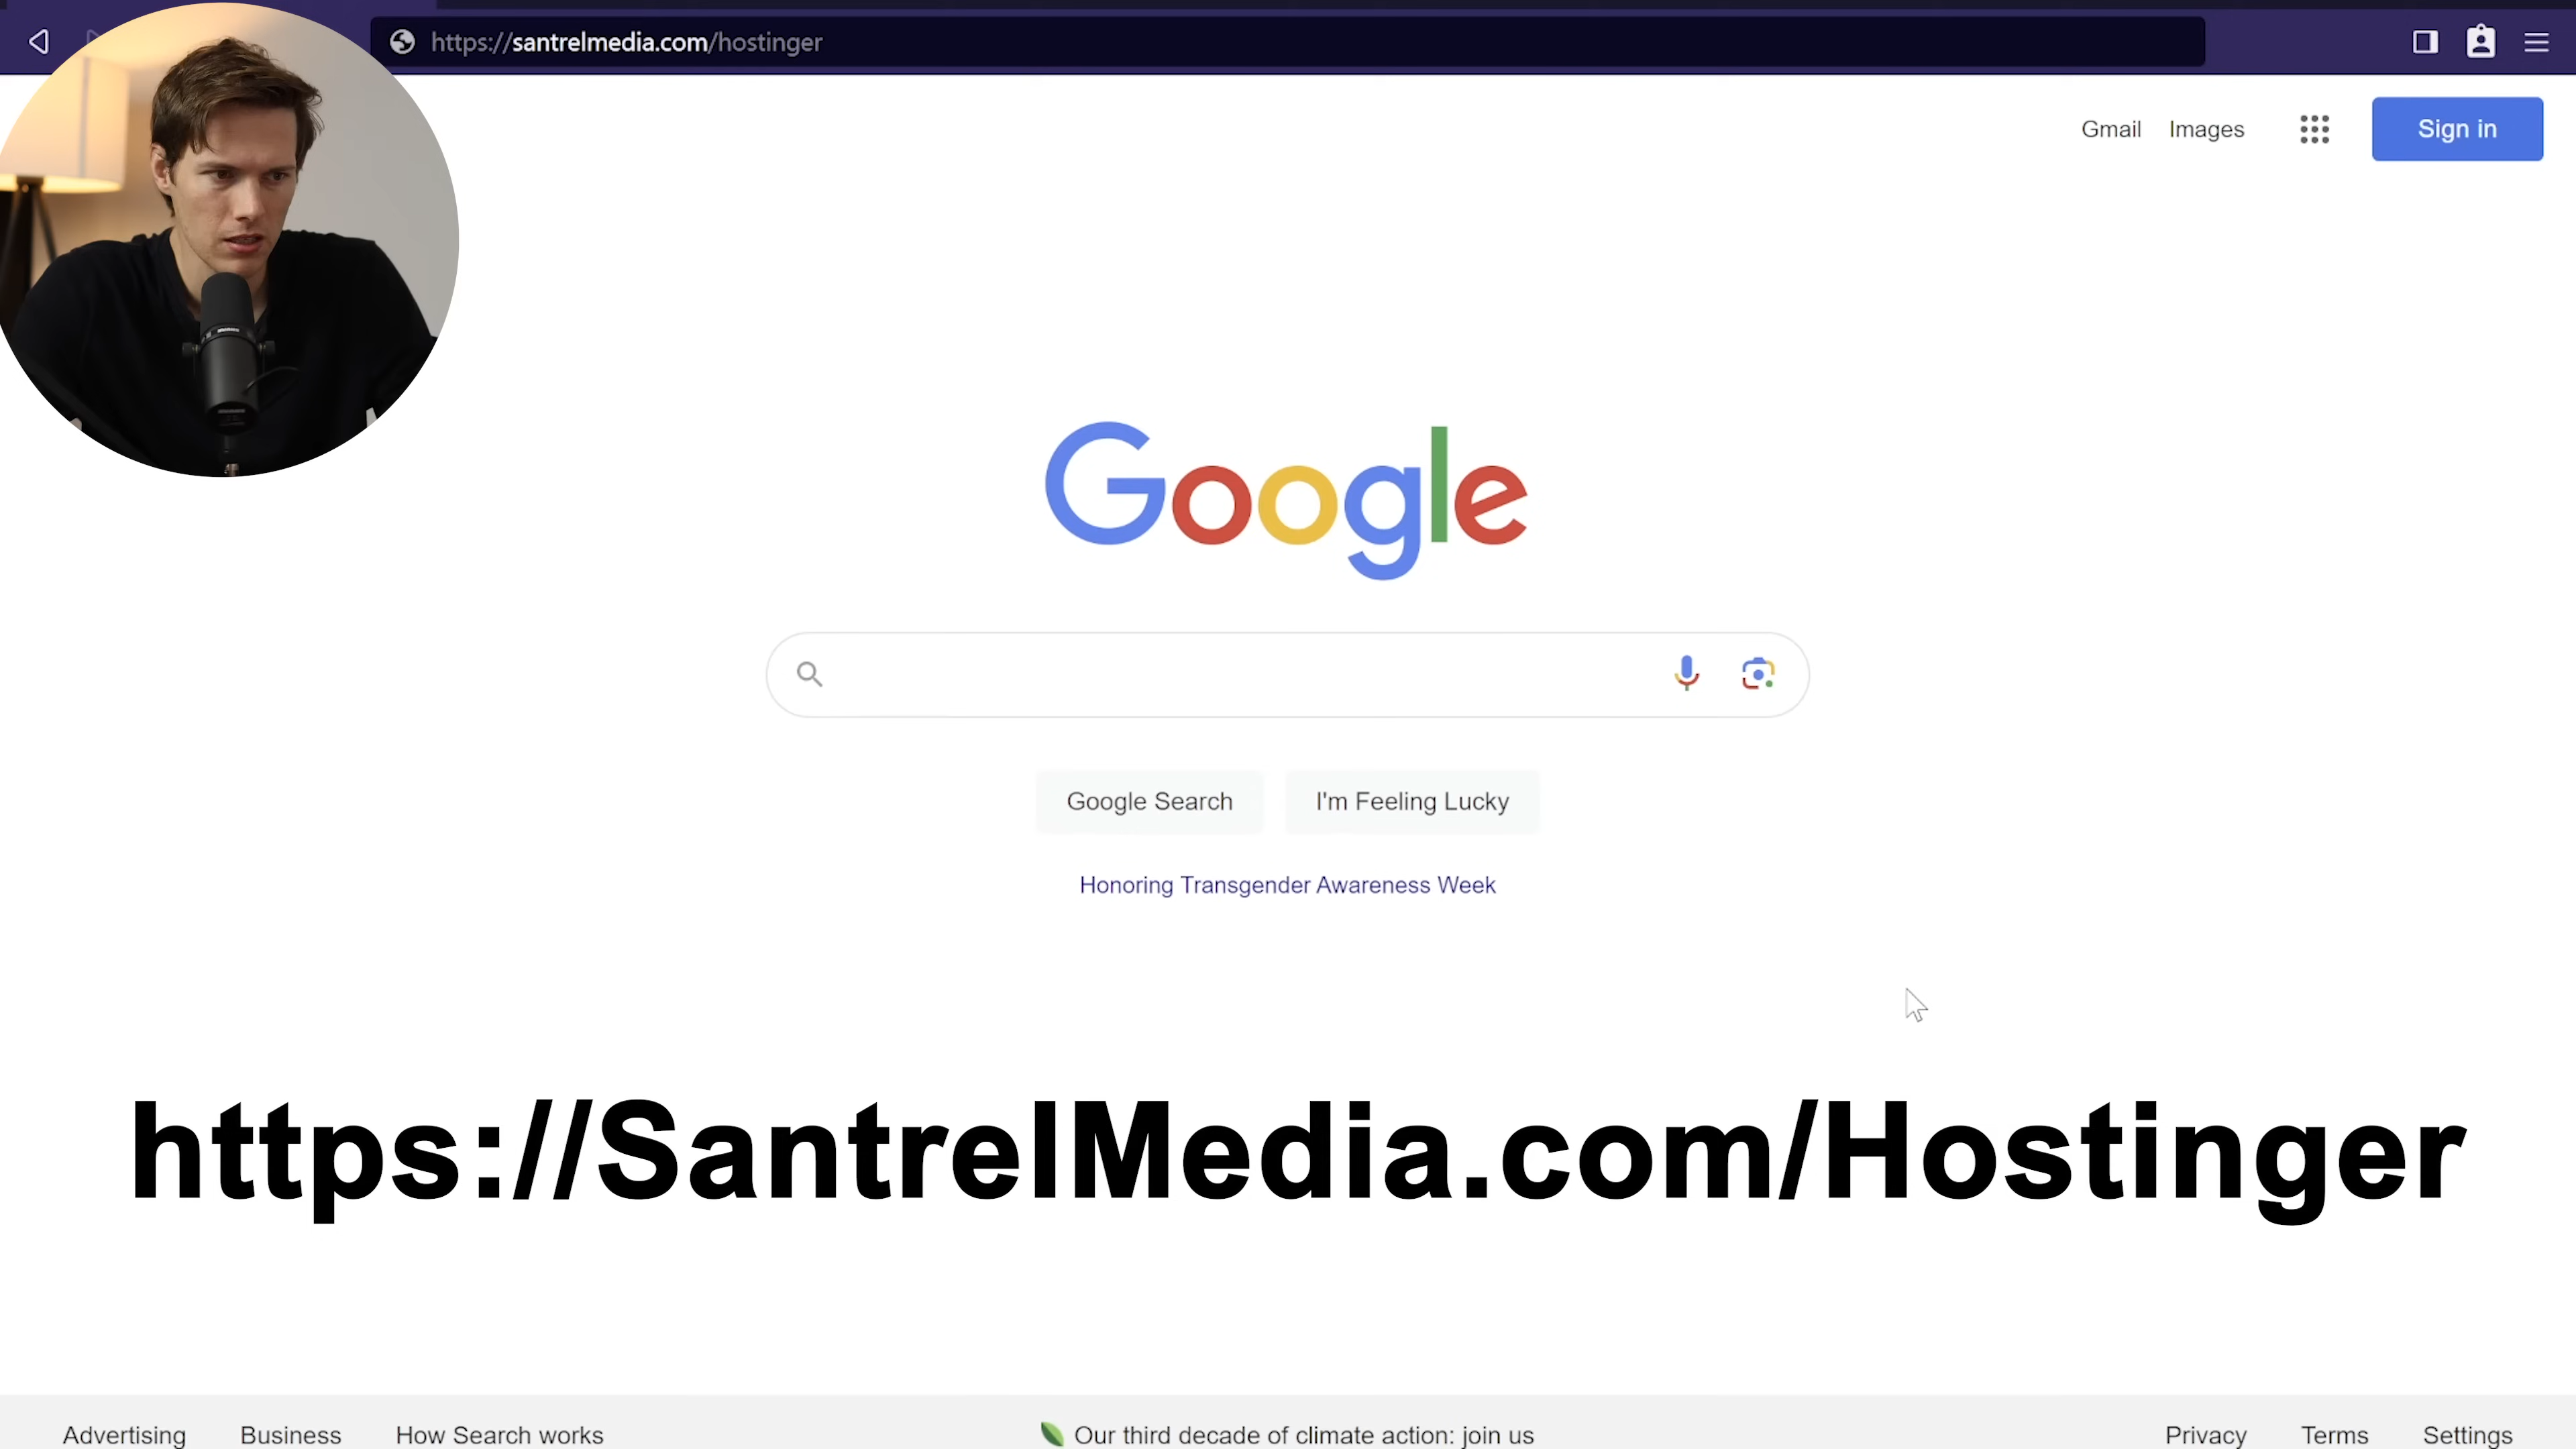 https://santrelmedia.com/hostinger
Gmail Images Sign in
Google
Google Search I'm Feeling Lucky
Honoring Transgender Awareness Week
https://SantrelMedia.com/Hostinger
Advertising Business How Search works Our third decade of climate action: join us Privacy Terms Settings